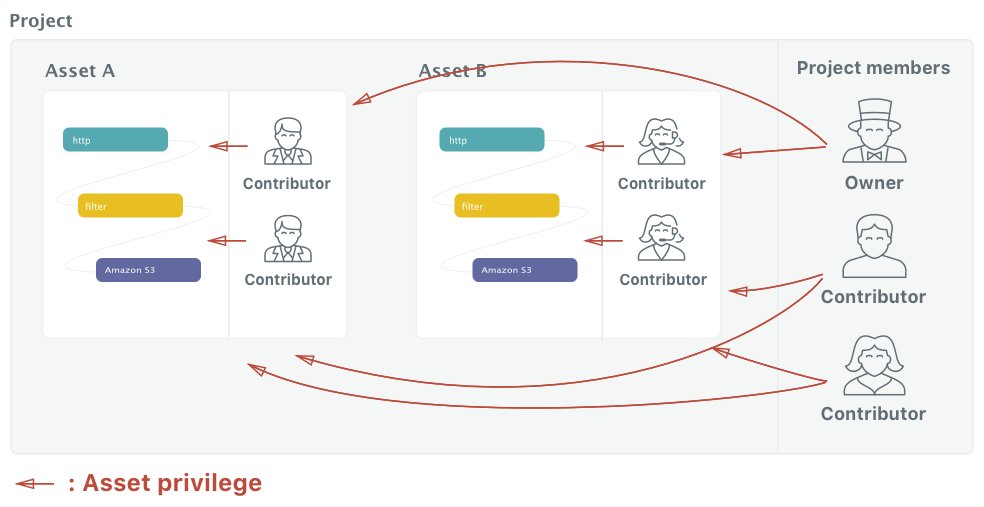 Project
Asset A
Asset B
Project members
http
Contributor
filter
Contributor
Amazon S3
http
Contributor
filter
Contributor
Amazon S3
Owner
Contributor
Contributor
: Asset privilege